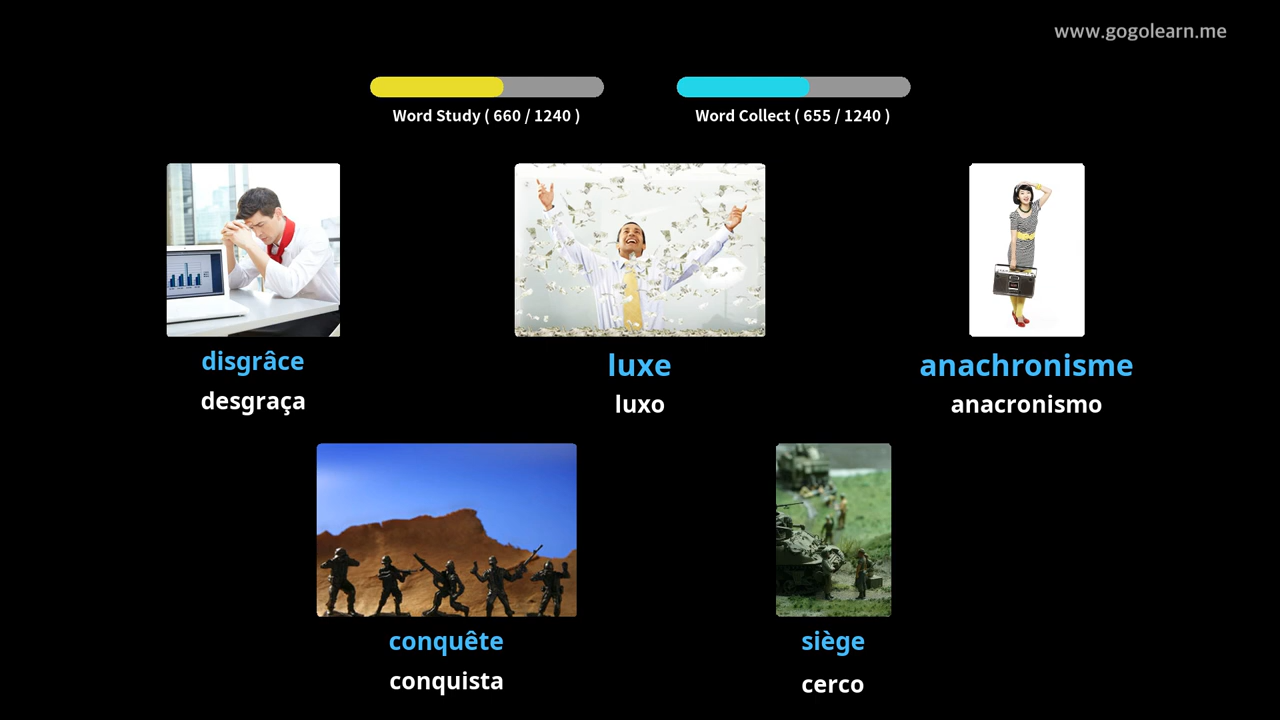 www.gogolearn.me
Word Study ( 660 / 1240 )
Word Collect ( 655 / 1240 )
disgrâce
desgraça
luxe
luxo
anachronisme
anacronismo
conquête
conquista
siège
cerco